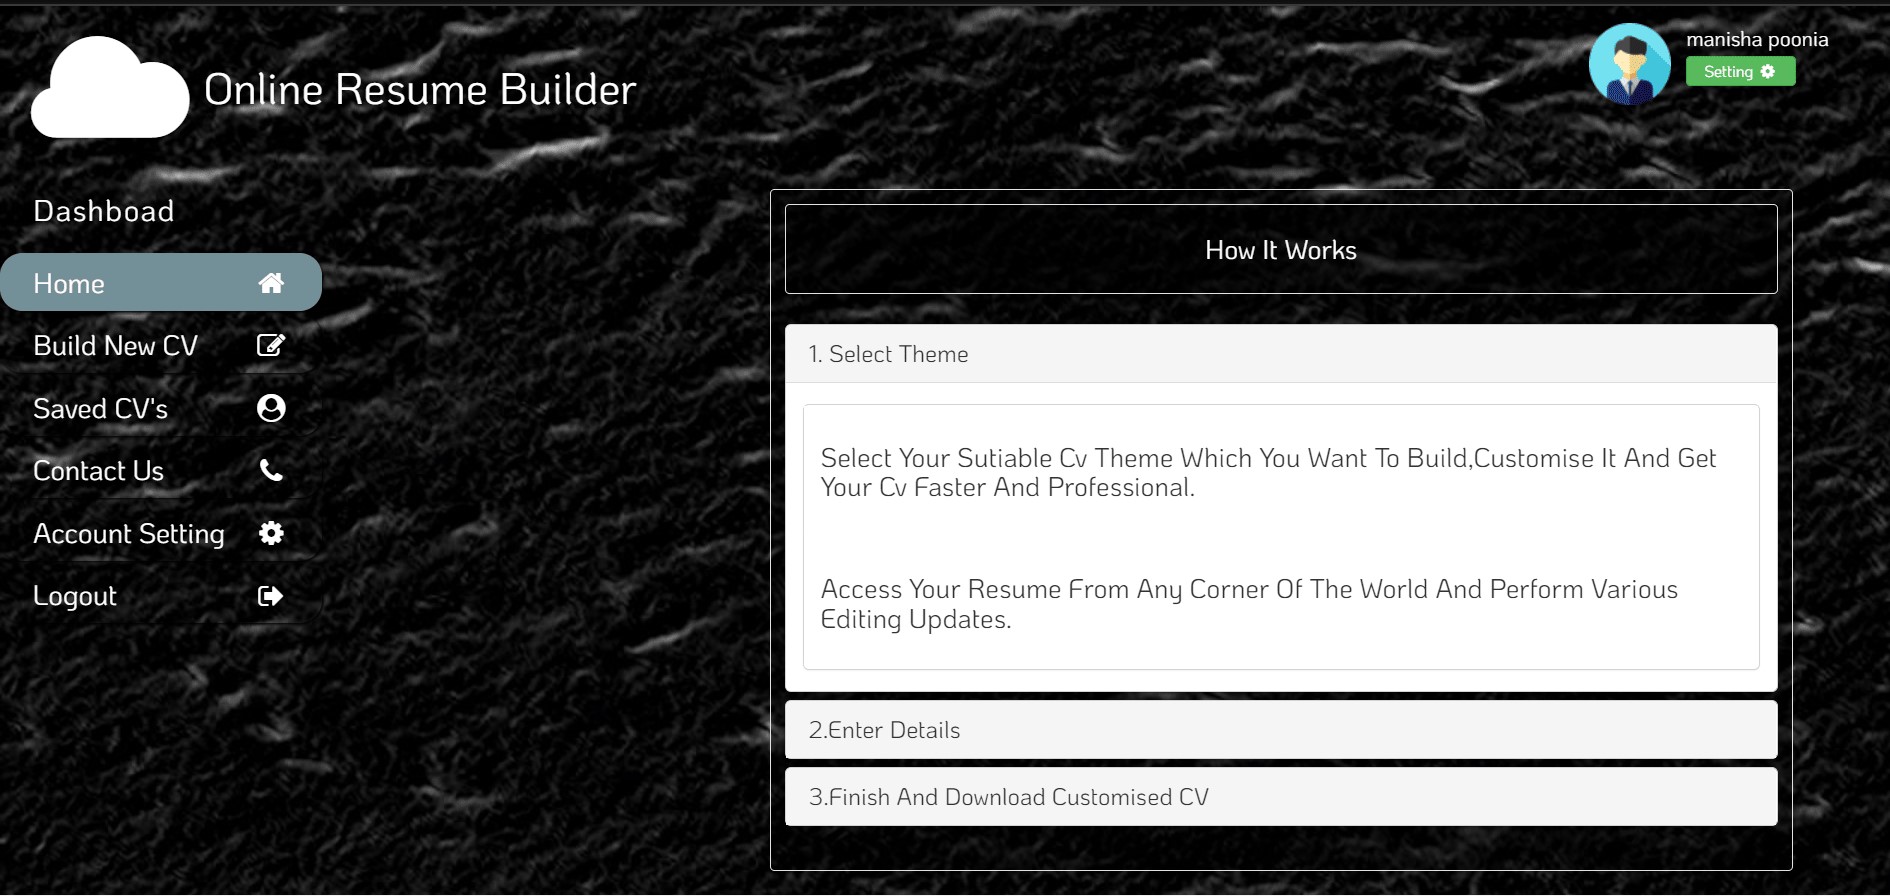 Online Resume Builder
manisha poonia
Setting
Dashboad
Home
Build New CV
Saved CV's
Contact Us
Account Setting
Logout
How It Works
1. Select Theme
Select Your Sutiable Cv Theme Which You Want To Build,Customise It And Get
Your Cv Faster And Professional.
Access Your Resume From Any Corner Of The World And Perform Various
Editing Updates.
2.Enter Details
3.Finish And Download Customised CV